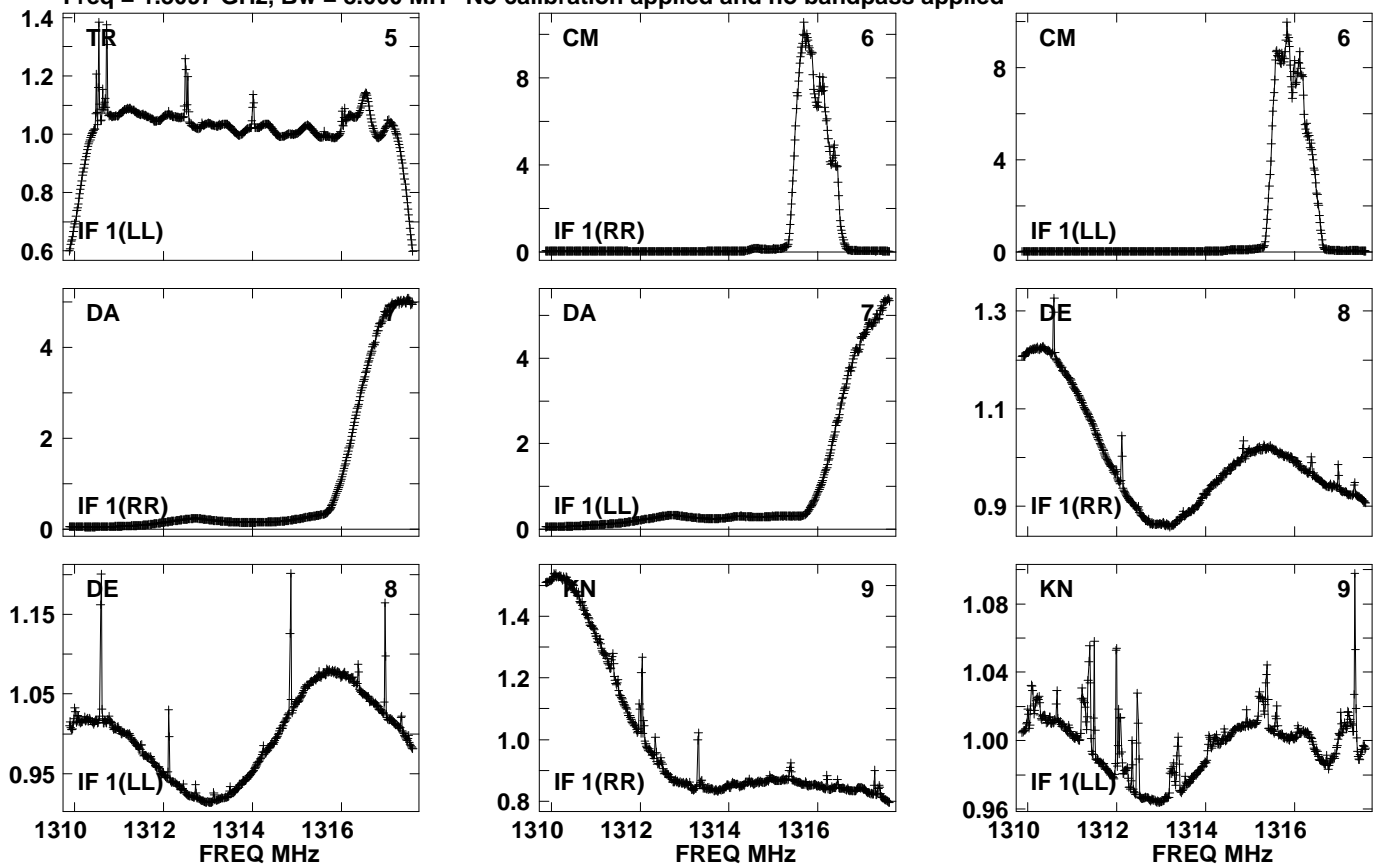 Freq = GHz, Bw = MH No calibration applied and no bandpass applied
TR 5
1.4
1.2
1.0
0.8
0.6
IF 1(LL)
CM 6
8
4
0
IF 1(RR)
CM 6
8
4
0
IF 1(LL)
DA 7
4
2
0
IF 1(RR)
DA 7
4
2
0
IF 1(LL)
DE 8
1.3
1.1
0.9
IF 1(RR)
DE 8
1.15
1.05
0.95
IF 1(LL)
1310 1312 1314 1316
FREQ MHz
KN 9
1.4
1.2
1.0
0.8
IF 1(RR)
1310 1312 1314 1316
FREQ MHz
KN 9
1.08
1.04
1.00
0.96
IF 1(LL)
1310 1312 1314 1316
FREQ MHz